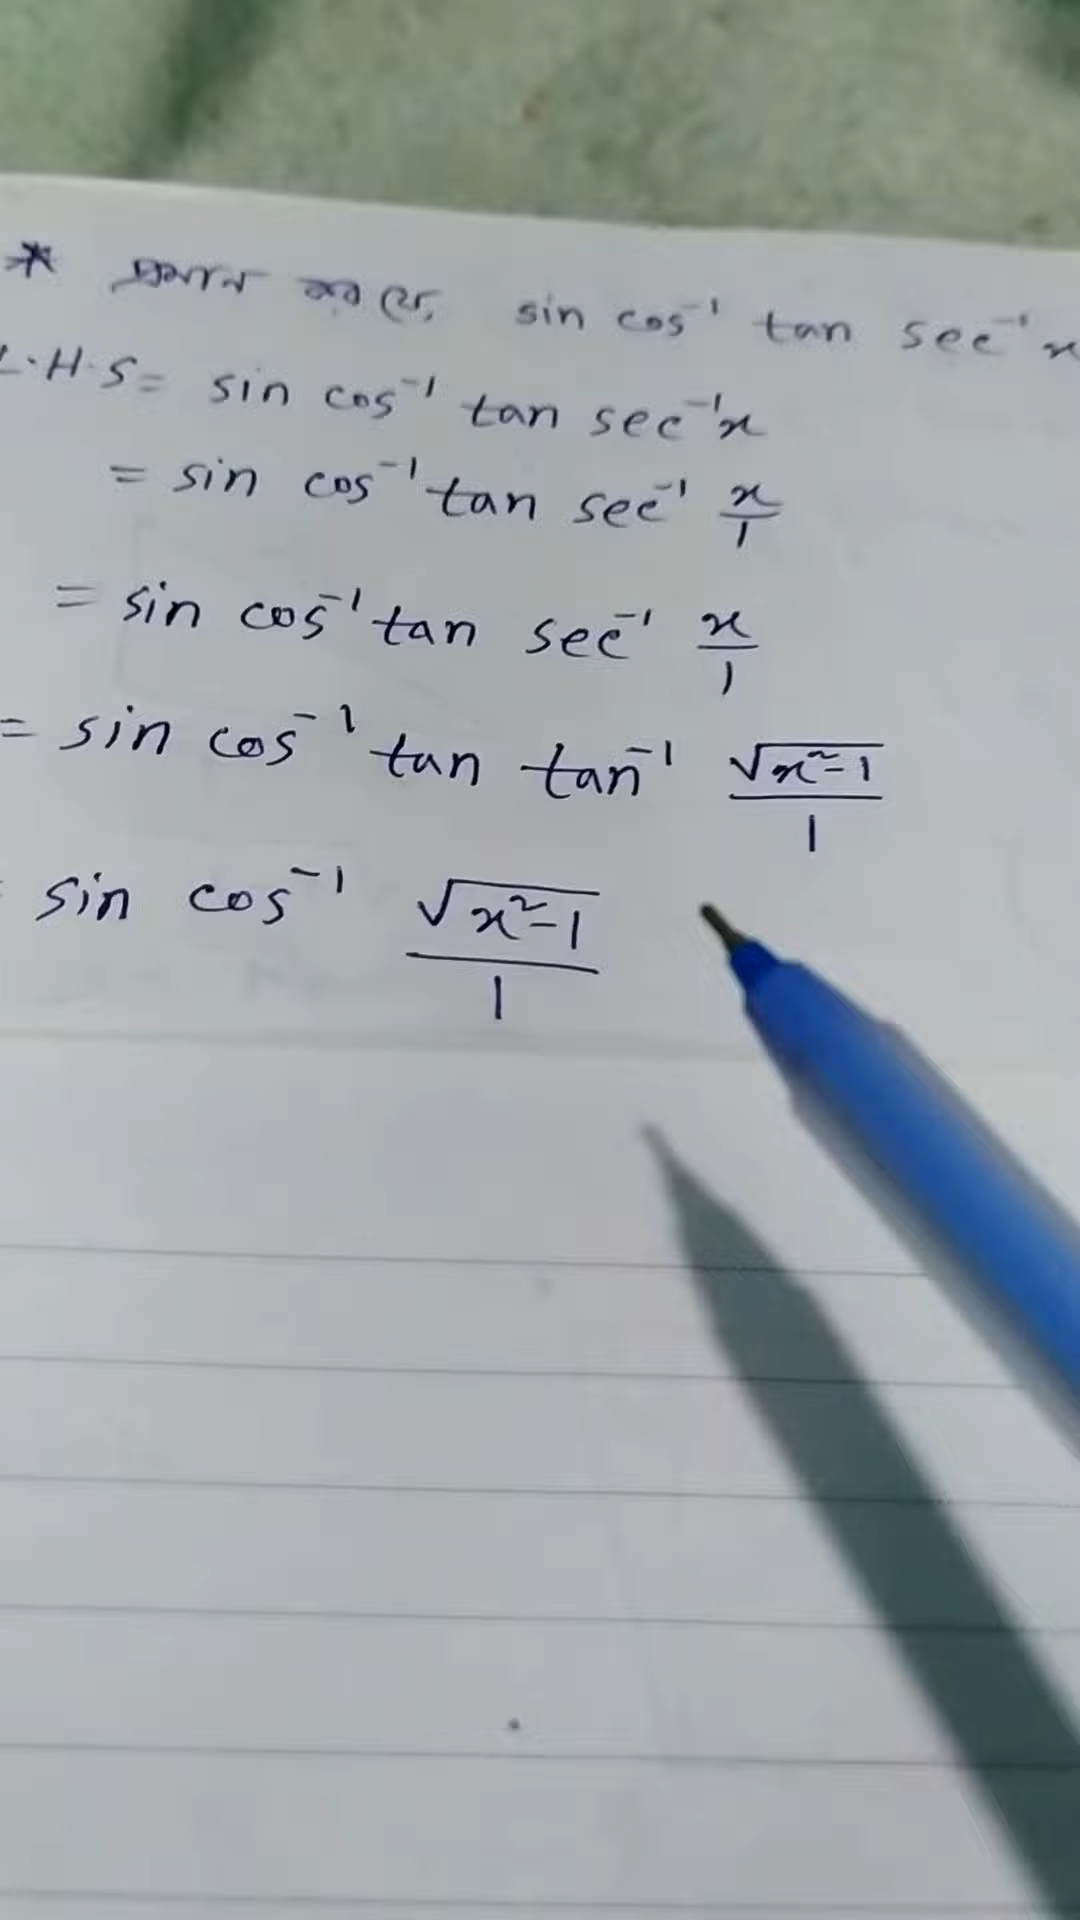 * প্রমাণ কর যে, sin cos⁻¹ tan sec⁻¹ x
L.H.S = sin cos⁻¹ tan sec⁻¹x
= sin cos⁻¹ tan sec⁻¹ x/1
= sin cos⁻¹ tan sec⁻¹ x/1
= sin cos⁻¹ tan tan⁻¹ √(x²-1)/1
= sin cos⁻¹ √(x²-1)/1